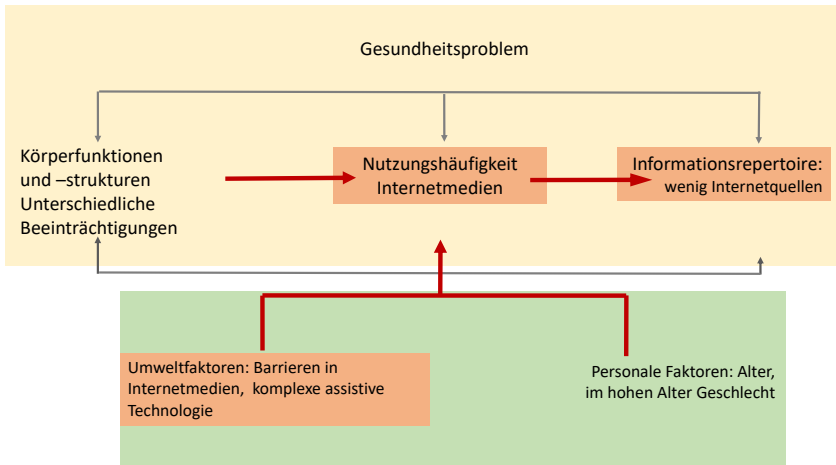 Gesundheitsproblem
Körperfunktionen
und –strukturen
Unterschiedliche
Beeinträchtigungen
Nutzungshäufigkeit
Internetmedien
Informationsrepertoire:
wenig Internetquellen
Umweltfaktoren: Barrieren in
Internetmedien, komplexe assistive
Technologie
Personale Faktoren: Alter,
im hohen Alter Geschlecht